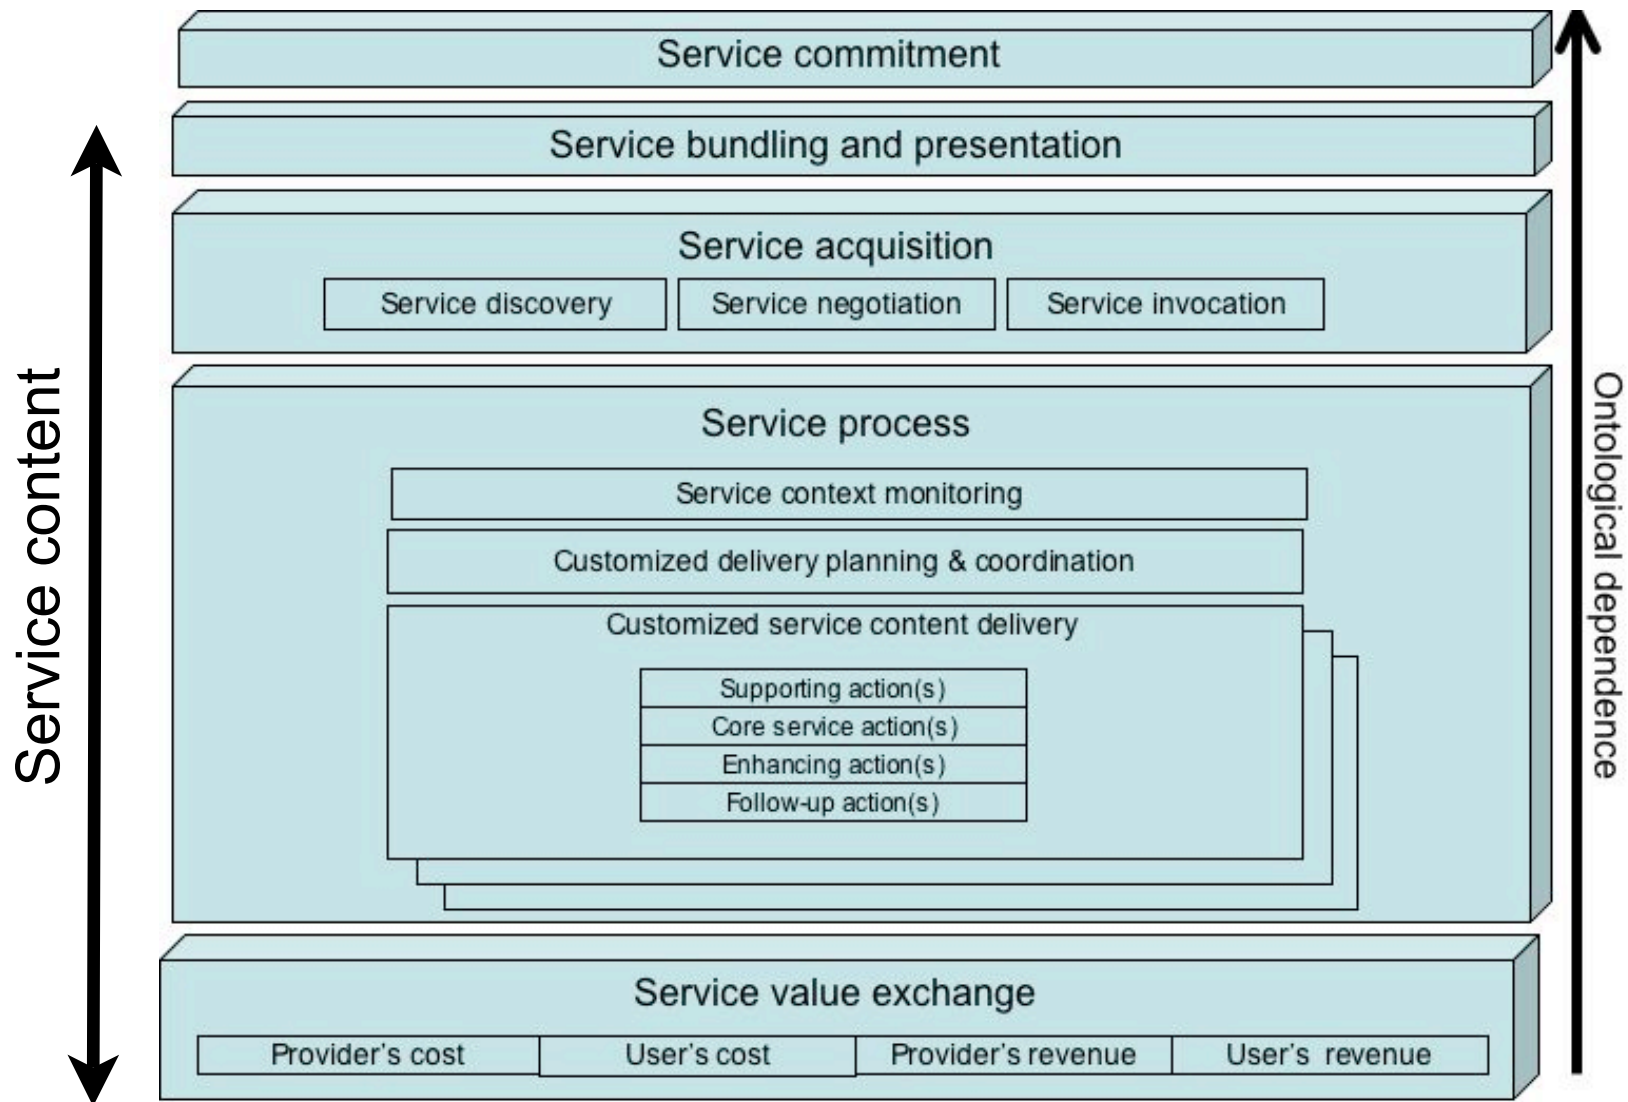 Service commitment
Service bundling and presentation
Service acquisition
Service discovery
Service negotiation
Service invocation
Service process
Service context monitoring
Customized delivery planning & coordination
Customized service content delivery
Supporting action(s)
Core service action(s)
Enhancing action(s)
Follow-up action(s)
Service value exchange
Provider's cost
User's cost
Provider's revenue
User's revenue
Service content
Ontological dependence